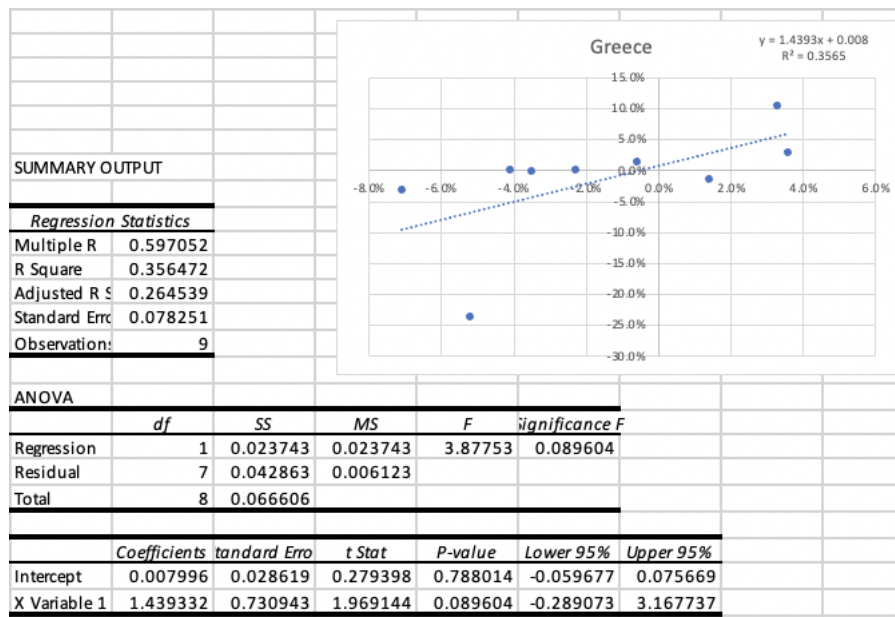 Greece
y = 1.4393x + 0.008
R² = 0.3565
15.0%
10.0%
5.0%
0.0%
-8.0% -6.0% -4.0% -2.0% 0.0% 2.0% 4.0% 6.0%
-5.0%
-10.0%
-15.0%
-20.0%
-25.0%
-30.0%
SUMMARY OUTPUT
Regression Statistics
Multiple R 0.597052
R Square 0.356472
Adjusted R S 0.264539
Standard Erro 0.078251
Observations 9
ANOVA
df SS MS F Significance F
Regression 1 0.023743 0.023743 3.87753 0.089604
Residual 7 0.042863 0.006123
Total 8 0.066606
Coefficients tandard Erro t Stat P-value Lower 95% Upper 95%
Intercept 0.007996 0.028619 0.279398 0.788014 -0.059677 0.075669
X Variable 1 1.439332 0.730943 1.969144 0.089604 -0.289073 3.167737